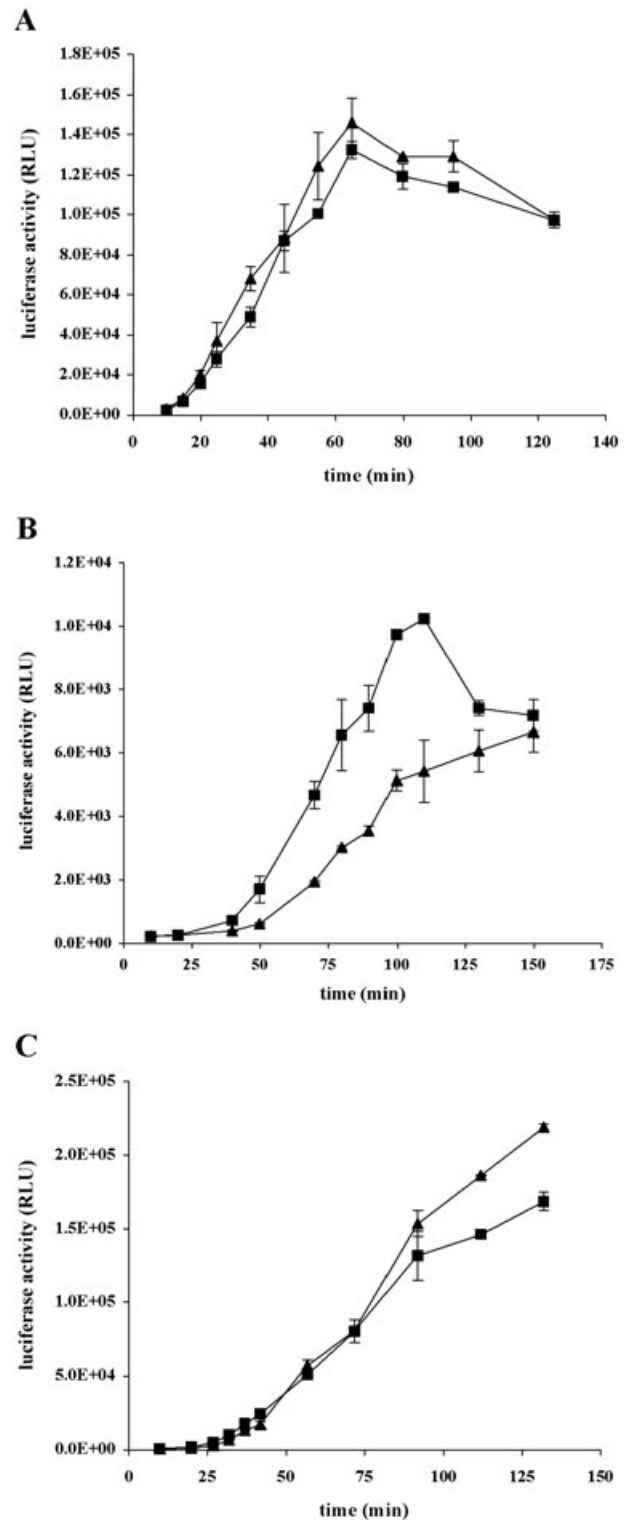 A
1.8E+05
1.6E+05
1.4E+05
1.2E+05
1.0E+05
8.0E+04
6.0E+04
4.0E+04
2.0E+04
0.0E+00
luciferase activity (RLU)
0 20 40 60 80 100 120 140
time (min)
B
1.2E+04
1.0E+04
8.0E+03
6.0E+03
4.0E+03
2.0E+03
0.0E+00
luciferase activity (RLU)
0 25 50 75 100 125 150 175
time (min)
C
2.5E+05
2.0E+05
1.5E+05
1.0E+05
5.0E+04
0.0E+00
luciferase activity (RLU)
0 25 50 75 100 125 150
time (min)